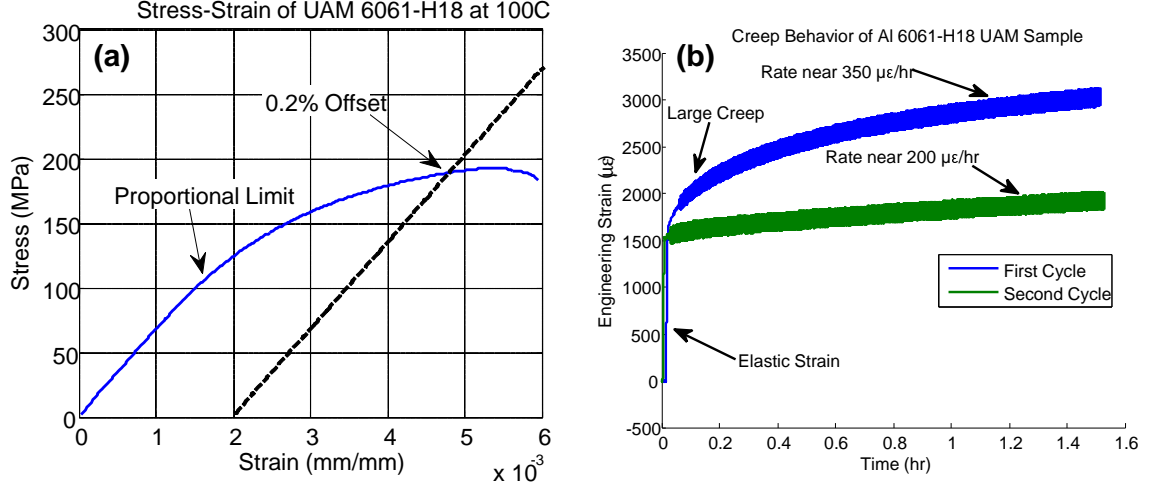 Stress-Strain of UAM 6061-H18 at 100C
(a)
300
250
200
150
100
50
0
Stress (MPa)
0.2% Offset
Proportional Limit
0 1 2 3 4 5 6
Strain (mm/mm)
x 10-3
Creep Behavior of Al 6061-H18 UAM Sample
(b)
3500
3000
2500
2000
1500
1000
500
0
-500
Engineering Strain (με)
Rate near 350 με/hr
Large Creep
Rate near 200 με/hr
First Cycle
Second Cycle
Elastic Strain
0 0.2 0.4 0.6 0.8 1 1.2 1.4 1.6
Time (hr)